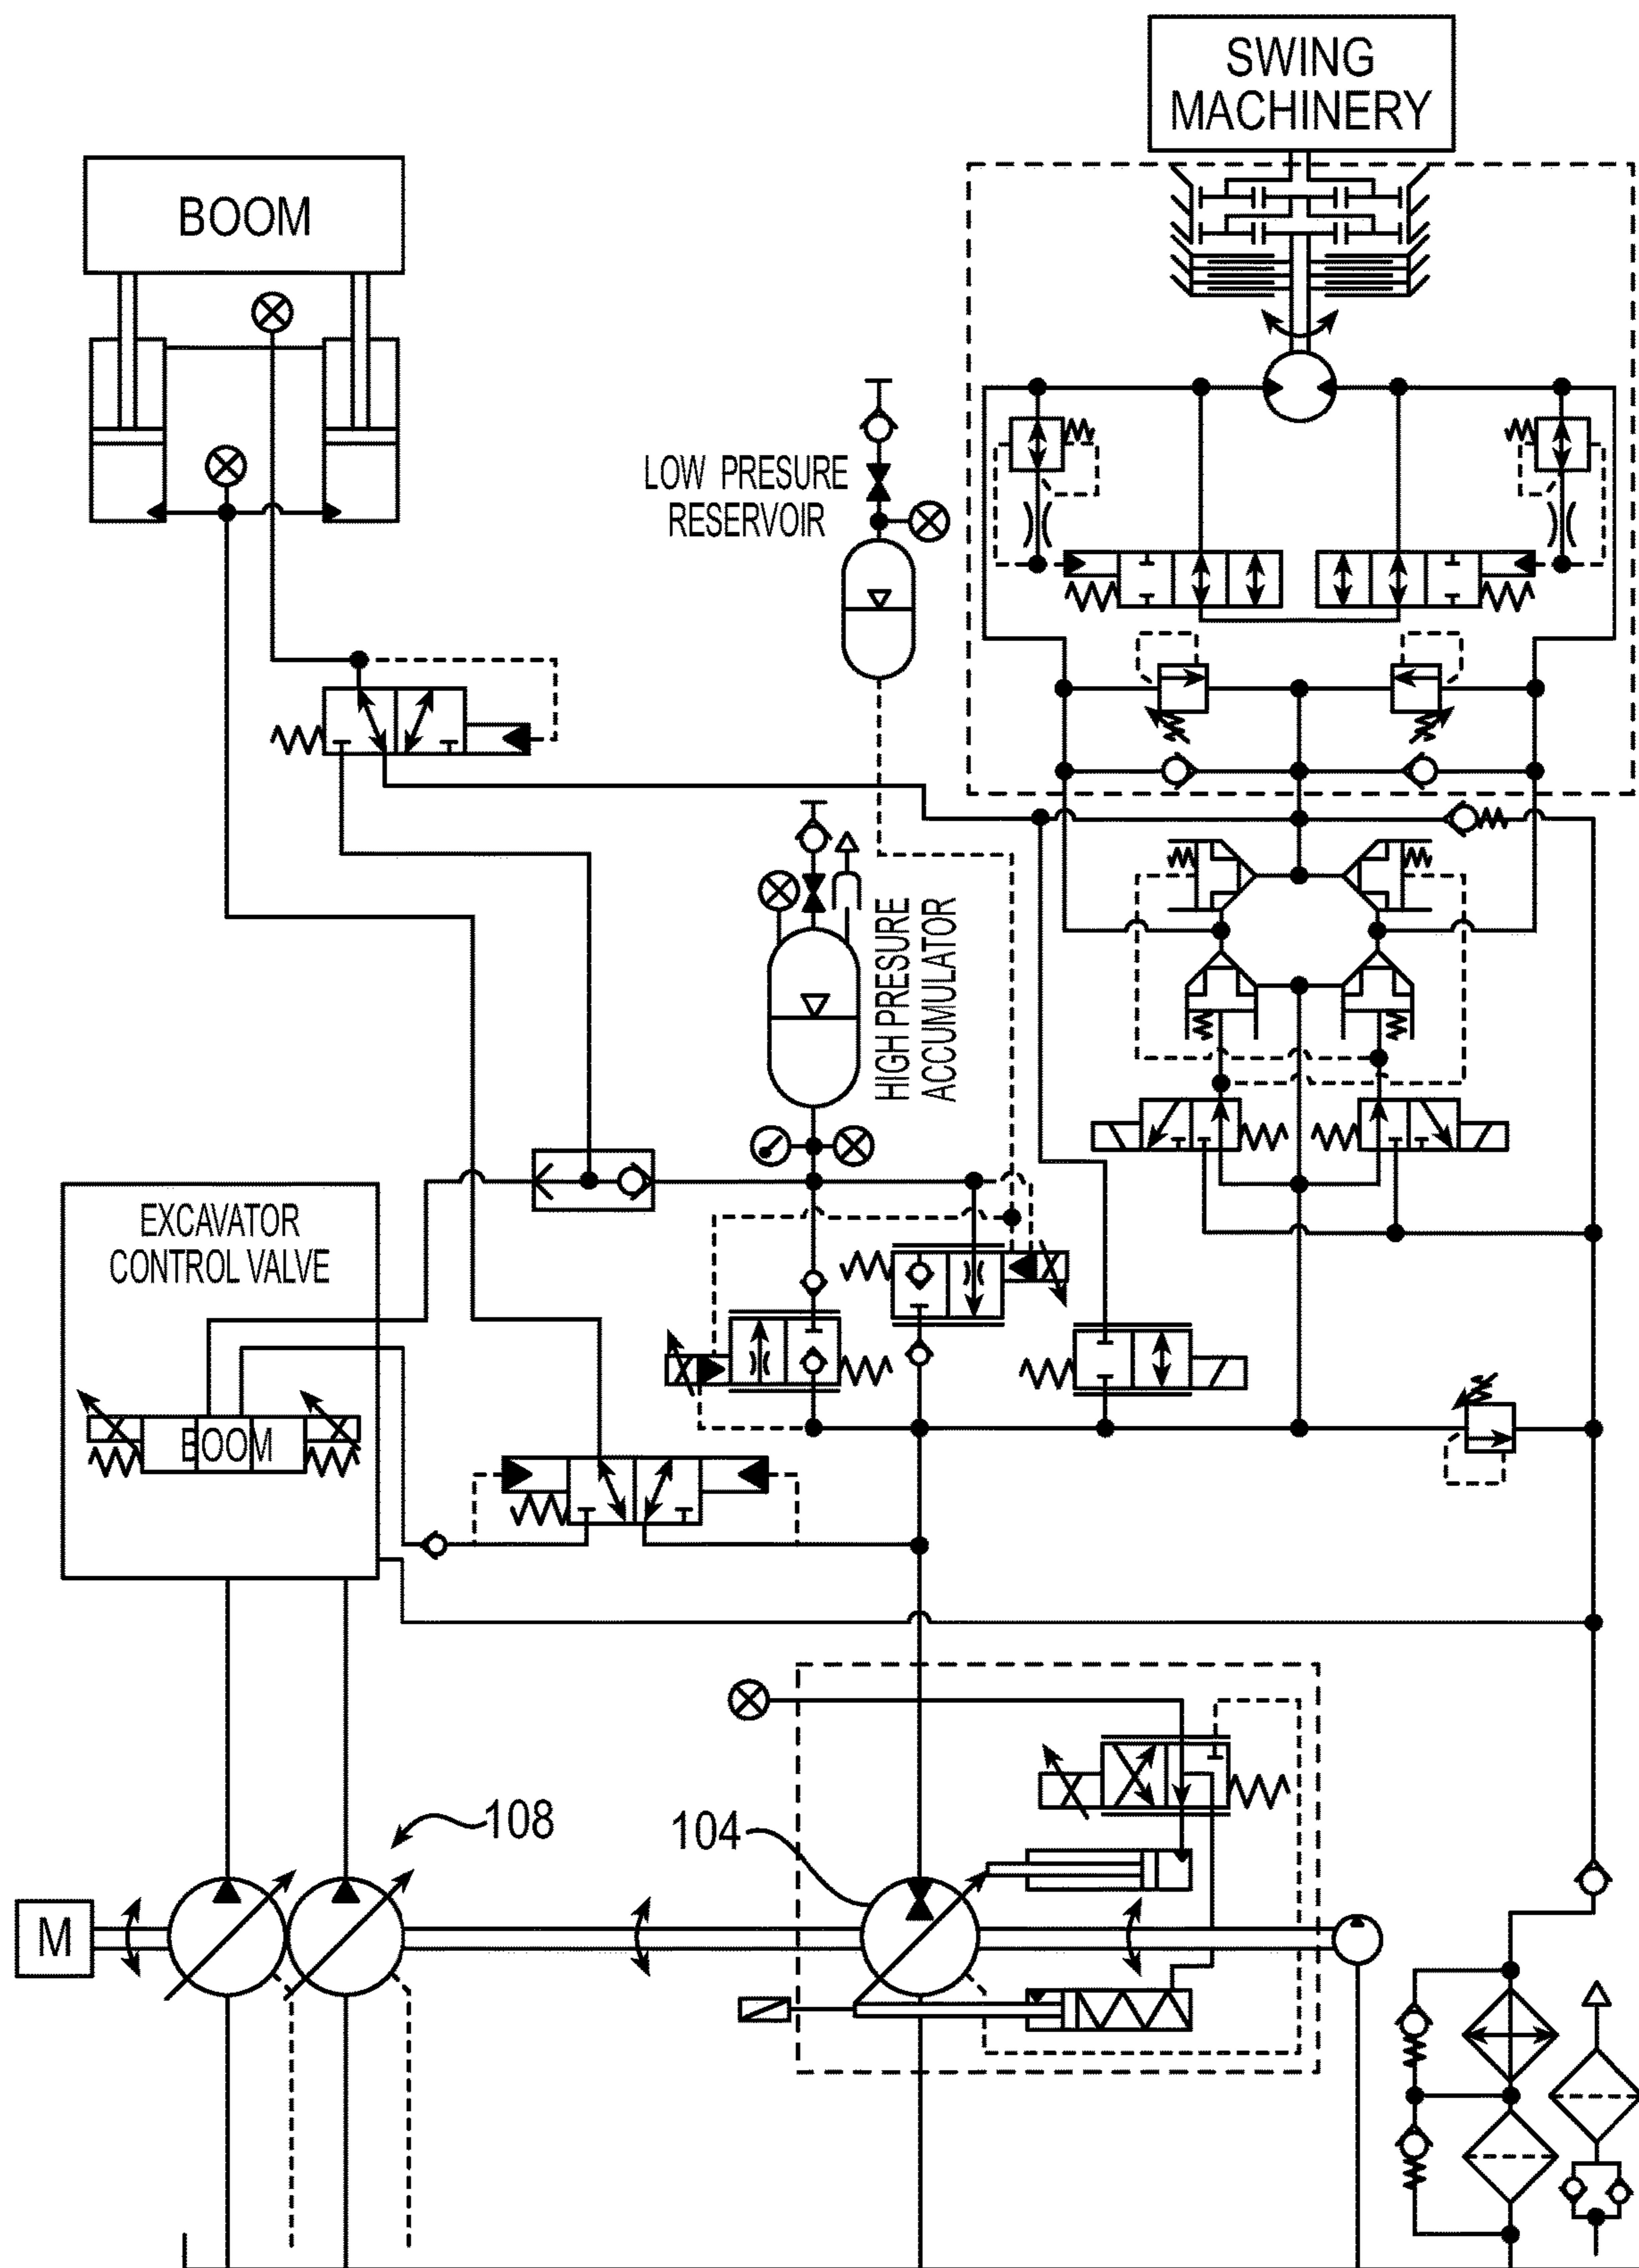 SWING
MACHINERY
BOOM
LOW PRESURE
RESERVOIR
HIGH PRESURE
ACCUMULATOR
EXCAVATOR
CONTROL VALVE
BOOM
108
104
M